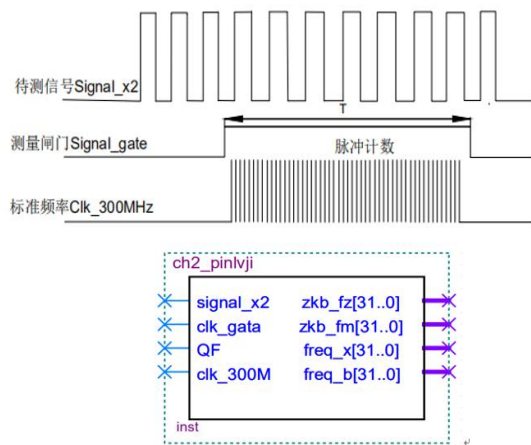 待测信号Signal_x2
T
测量闸门Signal_gate
脉冲计数
标准频率Clk_300MHz
ch2_pinlvji
signal_x2 zkb_fz[31..0]
clk_gata zkb_fm[31..0]
QF freq_x[31..0]
clk_300M freq_b[31..0]
inst